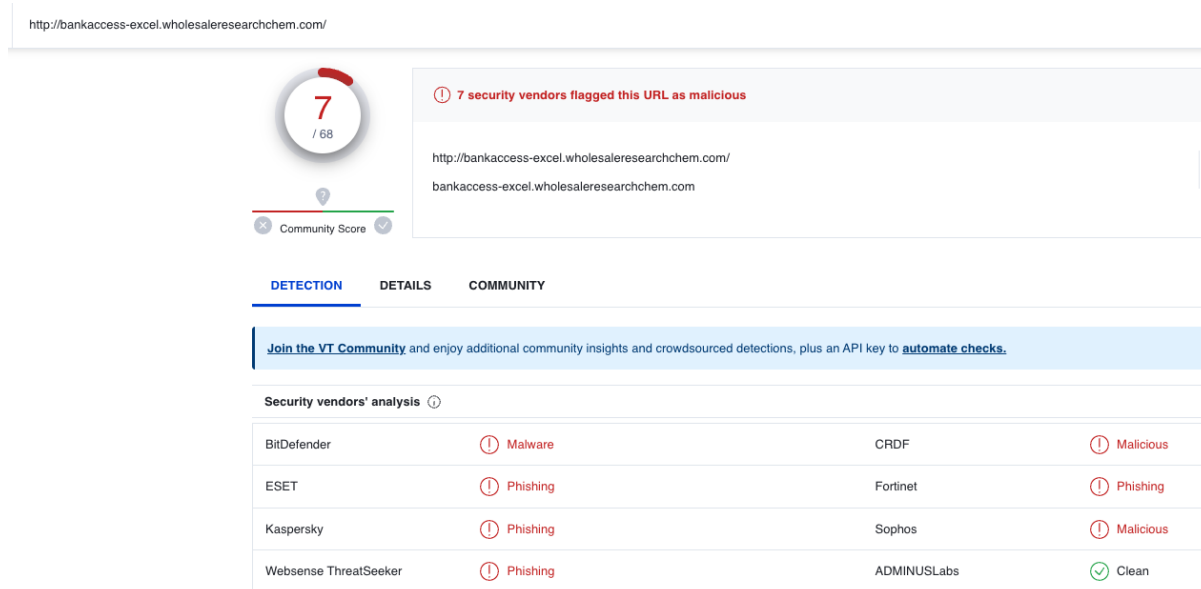 http://bankaccess-excel.wholesaleresearchchem.com/
7
/ 68
7 security vendors flagged this URL as malicious
http://bankaccess-excel.wholesaleresearchchem.com/
bankaccess-excel.wholesaleresearchchem.com
?
Community Score
DETECTION DETAILS COMMUNITY
Join the VT Community and enjoy additional community insights and crowdsourced detections, plus an API key to automate checks.
Security vendors' analysis
BitDefender Malware CRDF Malicious
ESET Phishing Fortinet Phishing
Kaspersky Phishing Sophos Malicious
Websense ThreatSeeker Phishing ADMINUSLabs Clean